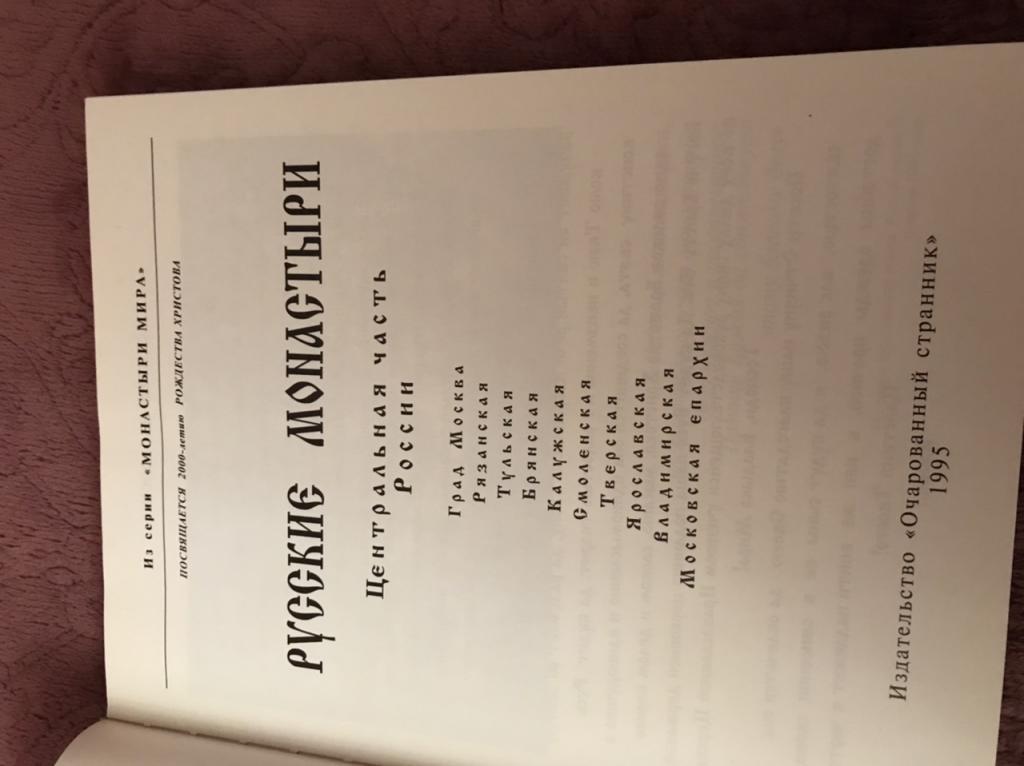 Из серии «МОНАСТЫРИ МИРА»
ПОСВЯЩАЕТСЯ 2000-летию РОЖДЕСТВА ХРИСТОВА
РУССКИЕ МОНАСТЫРИ
Центральная часть
России
Град Москва
Рязанская
Тульская
Брянская
Калужская
Смоленская
Тверская
Ярославская
Владимирская
Московская епархии
Издательство «Очарованный странник»
1995